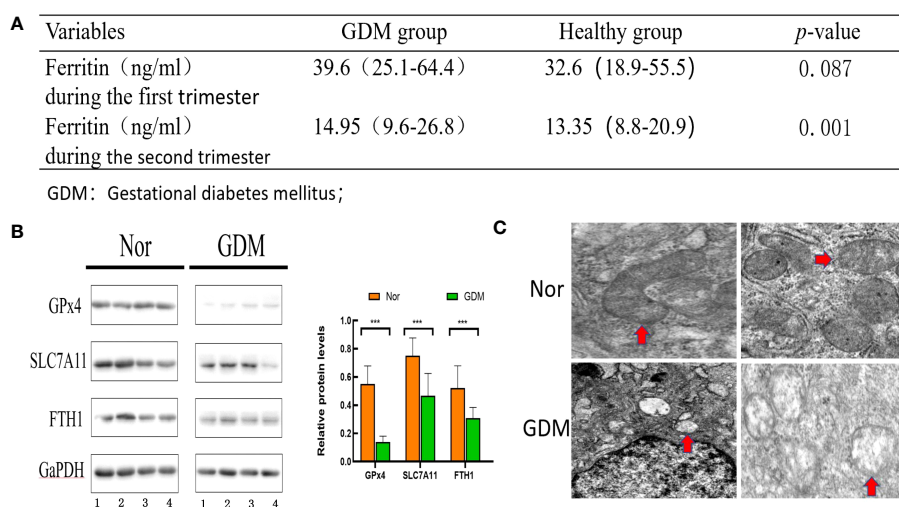 A
Variables GDM group Healthy group p-value
Ferritin（ng/ml） 39.6（25.1-64.4） 32.6 (18.9-55.5) 0.087
during the first trimester
Ferritin（ng/ml） 14.95（9.6-26.8） 13.35 (8.8-20.9) 0.001
during the second trimester
GDM：Gestational diabetes mellitus；
B
Nor GDM
GPx4
SLC7A11
FTH1
GaPDH
1 2 3 4 1 2 3 4
Nor GDM
*** *** ***
Relative protein levels
1.0
0.8
0.6
0.4
0.2
0.0
GPx4 SLC7A11 FTH1
C
Nor
GDM